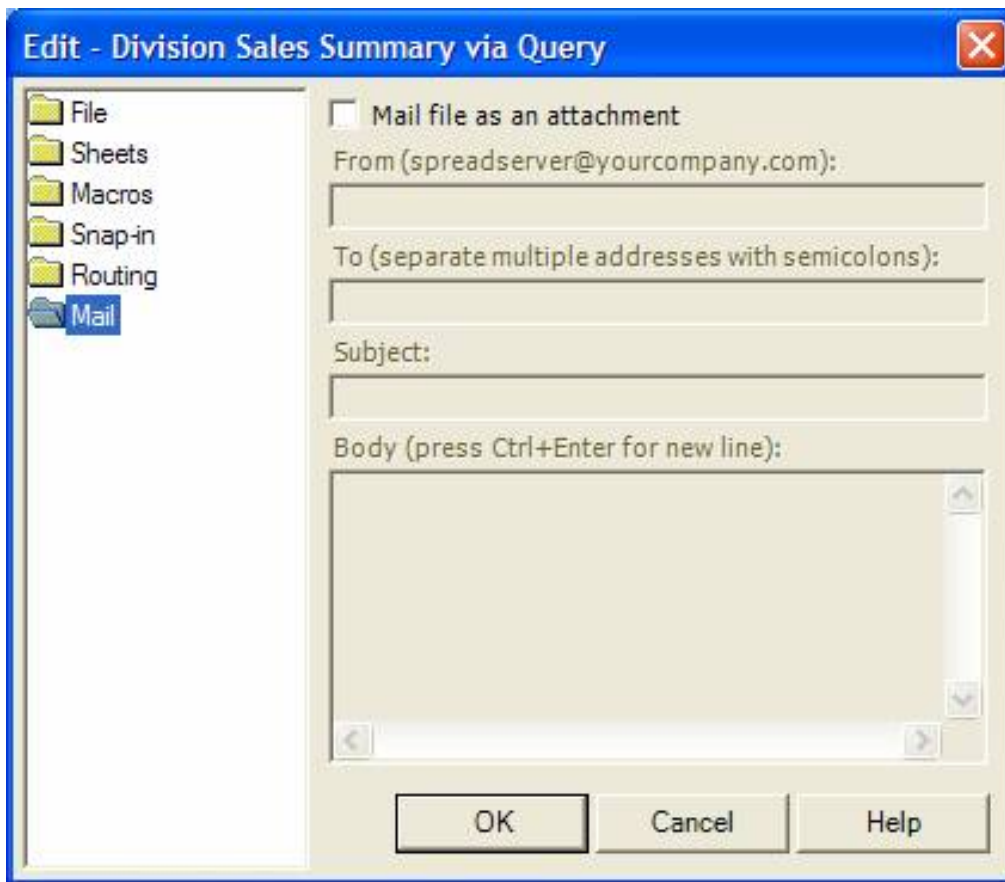 Edit - Division Sales Summary via Query
File
Sheets
Macros
Snap-in
Routing
Mail
Mail file as an attachment
From (spreadserver@yourcompany.com):
To (separate multiple addresses with semicolons):
Subject:
Body (press Ctrl+Enter for new line):
OK
Cancel
Help